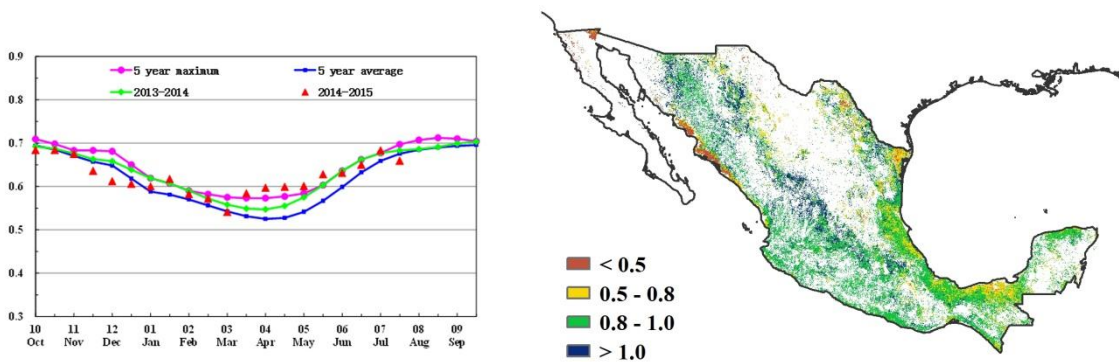 0.9
5 year maximum 5 year average
2013-2014 2014-2015
0.8
0.7
0.6
0.5
0.4
0.3
10 11 12 01 02 03 04 05 06 07 08 09
Oct Nov Dec Jan Feb Mar Apr May Jun Jul Aug Sep
< 0.5
0.5 - 0.8
0.8 - 1.0
> 1.0